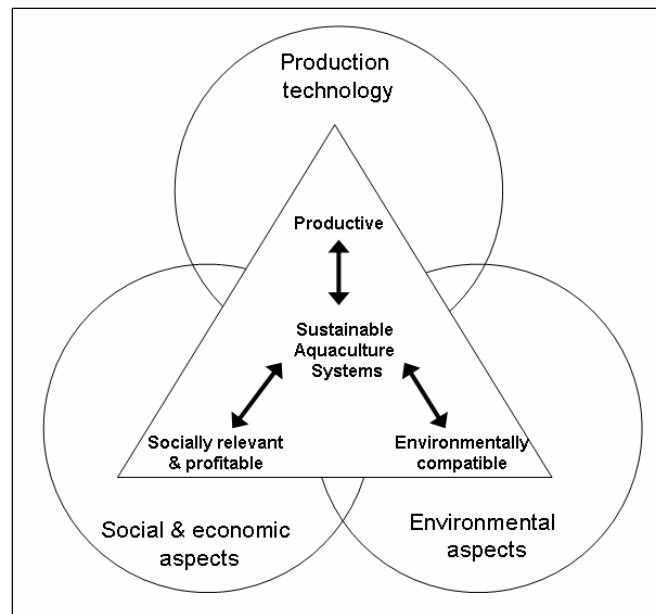 Production
technology
Productive
Sustainable
Aquaculture
Systems
Socially relevant
& profitable
Environmentally
compatible
Social & economic
aspects
Environmental
aspects